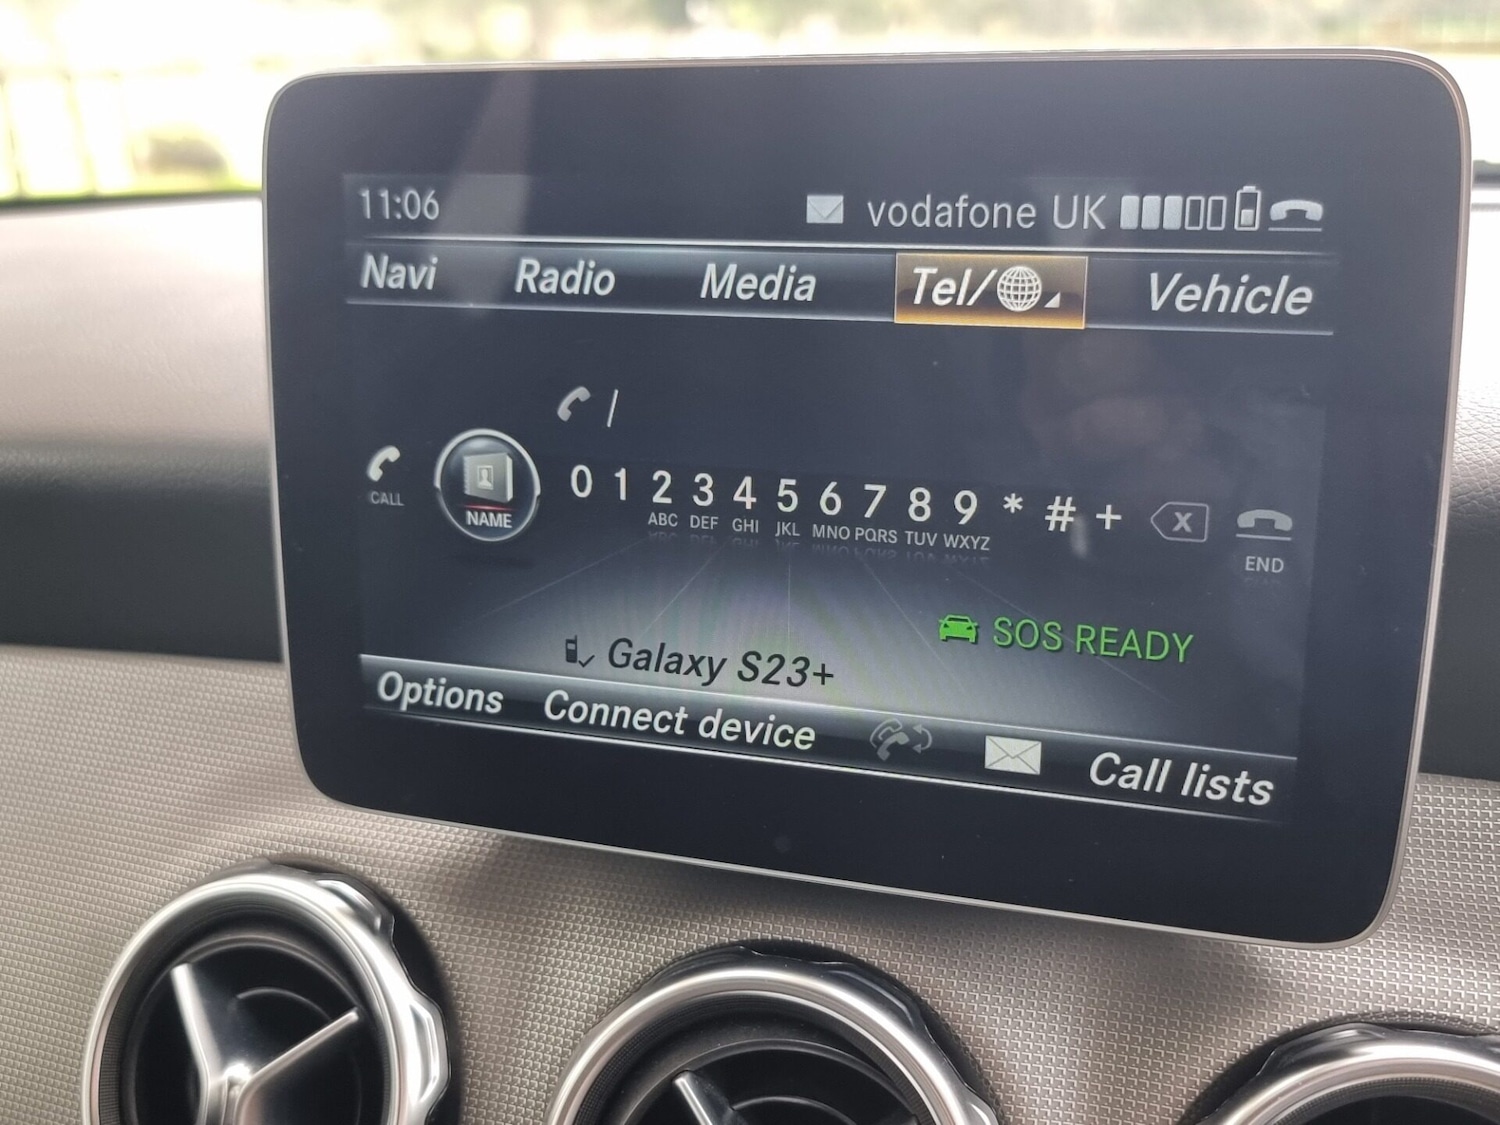 11:06 vodafone UK
Navi Radio Media Tel/ Vehicle
/
CALL NAME 0 1 2 3 4 5 6 7 8 9 * # + X END
ABC DEF GHI JKL MNO PQRS TUV WXYZ
SOS READY
Galaxy S23+
Options Connect device Call lists